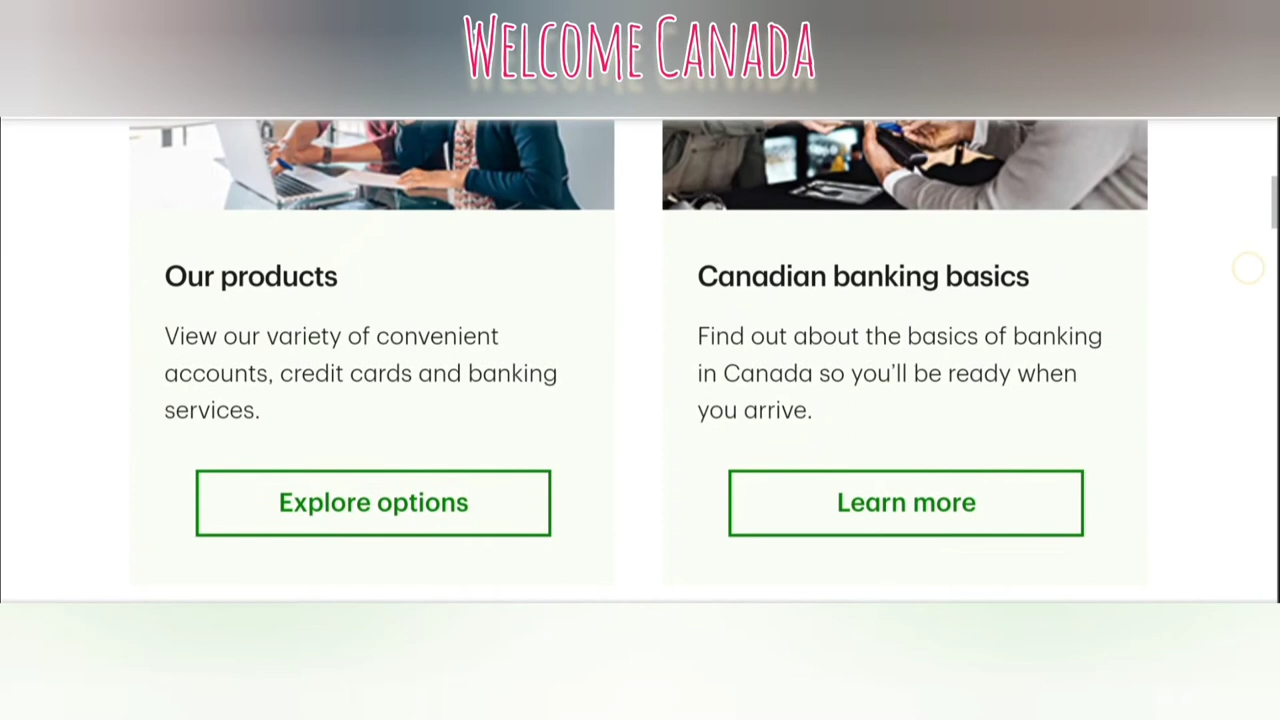 WELCOME CANADA
Our products
View our variety of convenient
accounts, credit cards and banking
services.
Explore options
Canadian banking basics
Find out about the basics of banking
in Canada so you'll be ready when
you arrive.
Learn more